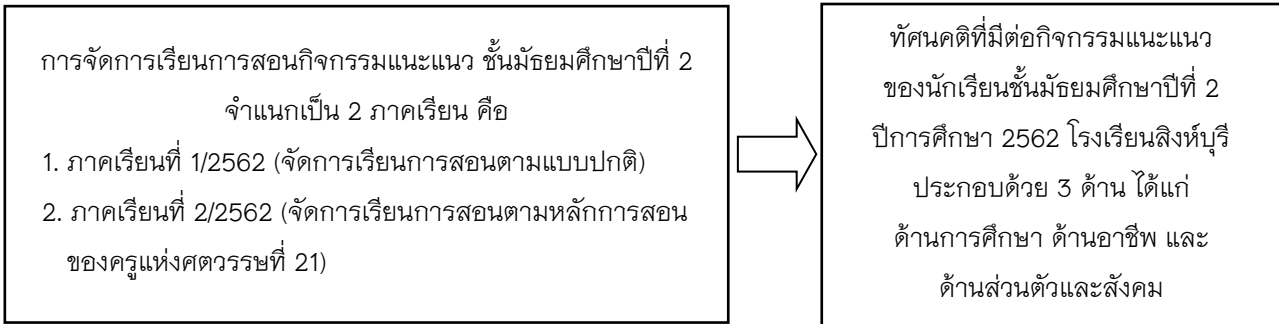 การจัดการเรียนการสอนกิจกรรมแนะแนว ชั้นมัธยมศึกษาปีที่ 2
จำแนกเป็น 2 ภาคเรียน คือ
1. ภาคเรียนที่ 1/2562 (จัดการเรียนการสอนตามแบบปกติ)
2. ภาคเรียนที่ 2/2562 (จัดการเรียนการสอนตามหลักการสอน
ของครูแห่งศตวรรษที่ 21)
ทัศนคติที่มีต่อกิจกรรมแนะแนว
ของนักเรียนชั้นมัธยมศึกษาปีที่ 2
ปีการศึกษา 2562 โรงเรียนสิงห์บุรี
ประกอบด้วย 3 ด้าน ได้แก่
ด้านการศึกษา ด้านอาชีพ และ
ด้านส่วนตัวและสังคม